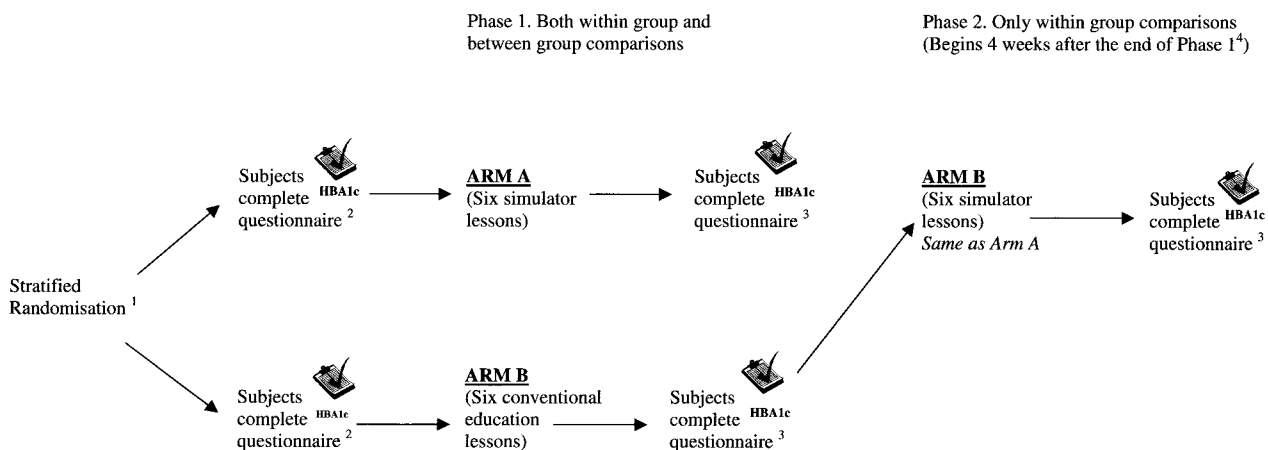 Phase 1. Both within group and
between group comparisons
Phase 2. Only within group comparisons
(Begins 4 weeks after the end of Phase 1⁴)
Subjects
complete HBA1c
questionnaire ²
ARM A
(Six simulator
lessons)
Subjects
complete HBA1c
questionnaire ³
ARM B
(Six simulator
lessons)
Same as Arm A
Subjects
complete HBA1c
questionnaire ³
Stratified
Randomisation ¹
Subjects
complete HBA1c
questionnaire ²
ARM B
(Six conventional
education
lessons)
Subjects
complete HBA1c
questionnaire ³